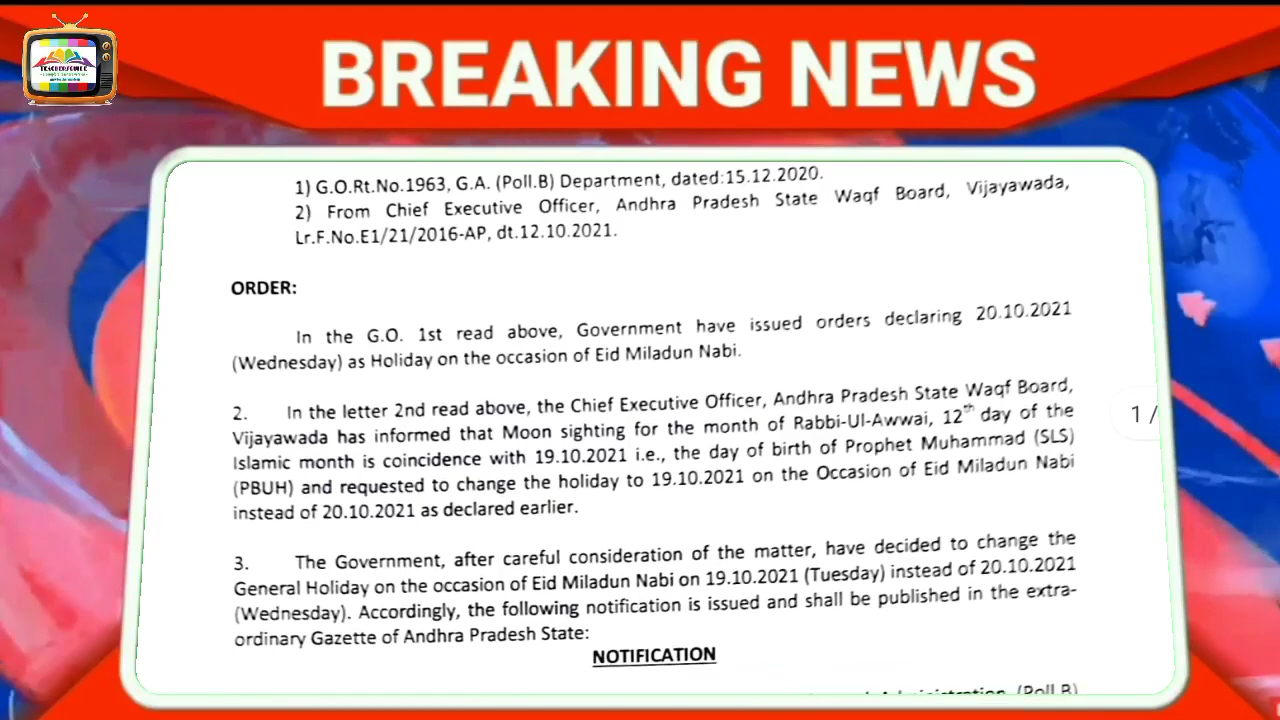 BREAKING NEWS
1) G.O.Rt.No.1963, G.A. (Poll.B) Department, dated:15.12.2020.
2) From Chief Executive Officer, Andhra Pradesh State Waqf Board, Vijayawada,
Lr.F.No.E1/21/2016-AP, dt.12.10.2021.
ORDER:
In the G.O. 1st read above, Government have issued orders declaring 20.10.2021
(Wednesday) as Holiday on the occasion of Eid Miladun Nabi.
2. In the letter 2nd read above, the Chief Executive Officer, Andhra Pradesh State Waqf Board,
Vijayawada has informed that Moon sighting for the month of Rabbi-Ul-Awwai, 12th day of the
Islamic month is coincidence with 19.10.2021 i.e., the day of birth of Prophet Muhammad (SLS)
(PBUH) and requested to change the holiday to 19.10.2021 on the Occasion of Eid Miladun Nabi
instead of 20.10.2021 as declared earlier.
3. The Government, after careful consideration of the matter, have decided to change the
General Holiday on the occasion of Eid Miladun Nabi on 19.10.2021 (Tuesday) instead of 20.10.2021
(Wednesday). Accordingly, the following notification is issued and shall be published in the extra-
ordinary Gazette of Andhra Pradesh State:
NOTIFICATION
(Poll.B)
1 /